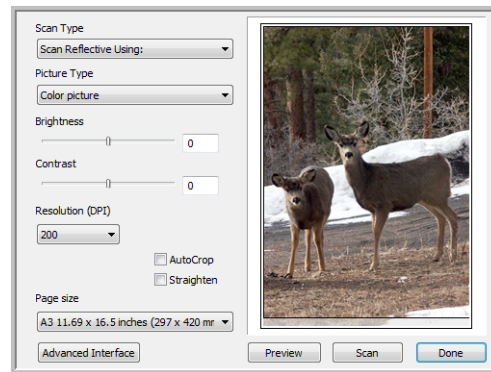 Scan Type
Scan Reflective Using:
Picture Type
Color picture
Brightness
0
Contrast
0
Resolution (DPI)
200
AutoCrop
Straighten
Page size
A3 11.69 x 16.5 inches (297 x 420 mr
Advanced Interface
Preview
Scan
Done